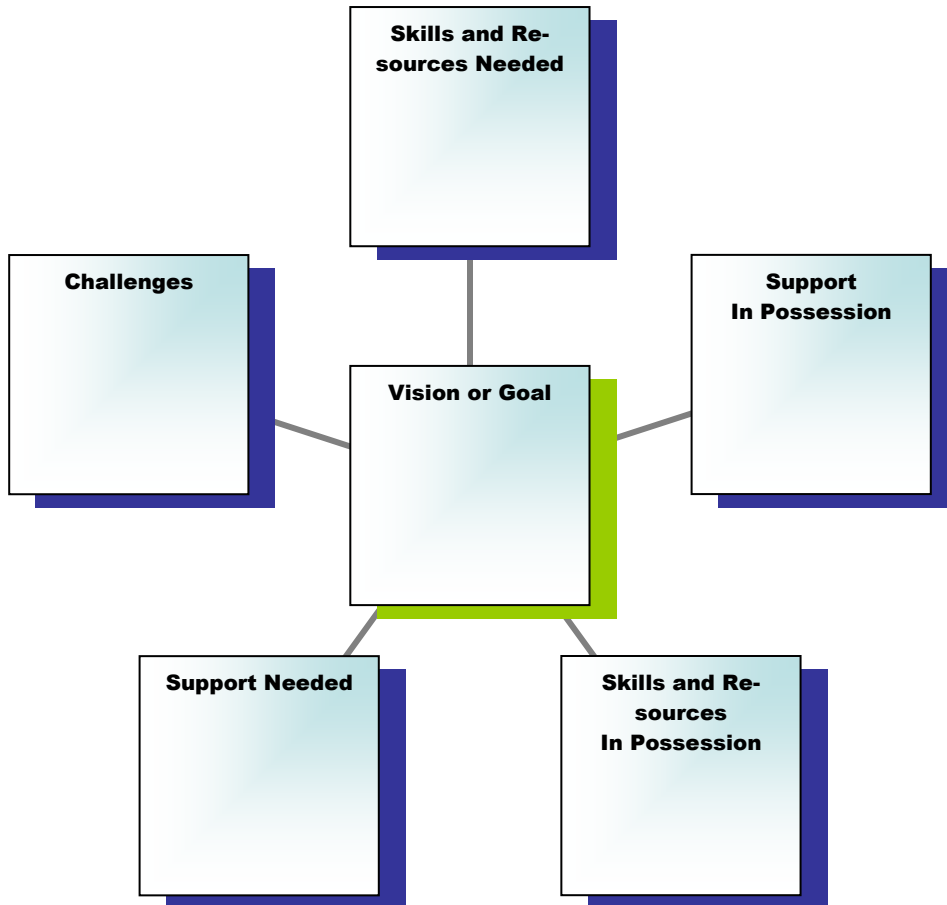 Skills and Re-
sources Needed
Challenges
Support
In Possession
Vision or Goal
Support Needed
Skills and Re-
sources
In Possession